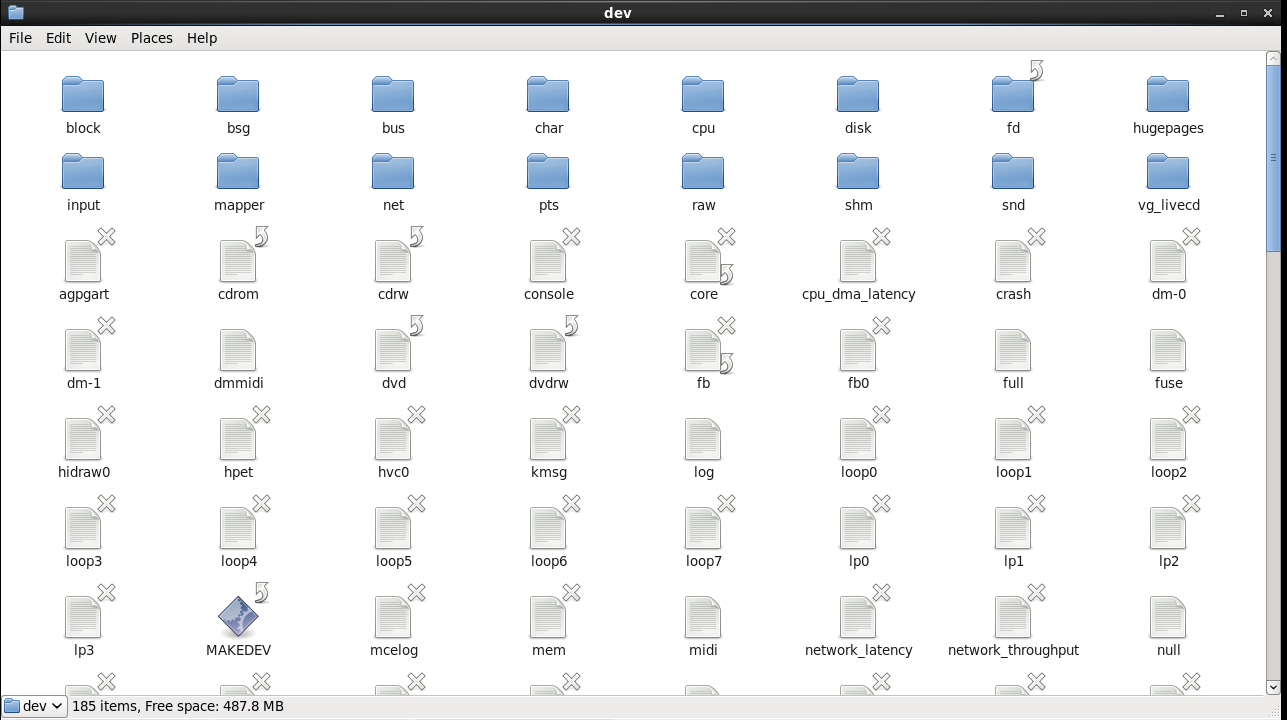 dev
File Edit View Places Help
block bsg bus char cpu disk fd hugepages
input mapper net pts raw shm snd vg_livecd
agpgart cdrom cdrw console core cpu_dma_latency crash dm-0
dm-1 dmmidi dvd dvdrw fb fb0 full fuse
hidraw0 hpet hvc0 kmsg log loop0 loop1 loop2
loop3 loop4 loop5 loop6 loop7 lp0 lp1 lp2
lp3 MAKEDEV mcelog mem midi network_latency network_throughput null
dev 185 items, Free space: 487.8 MB